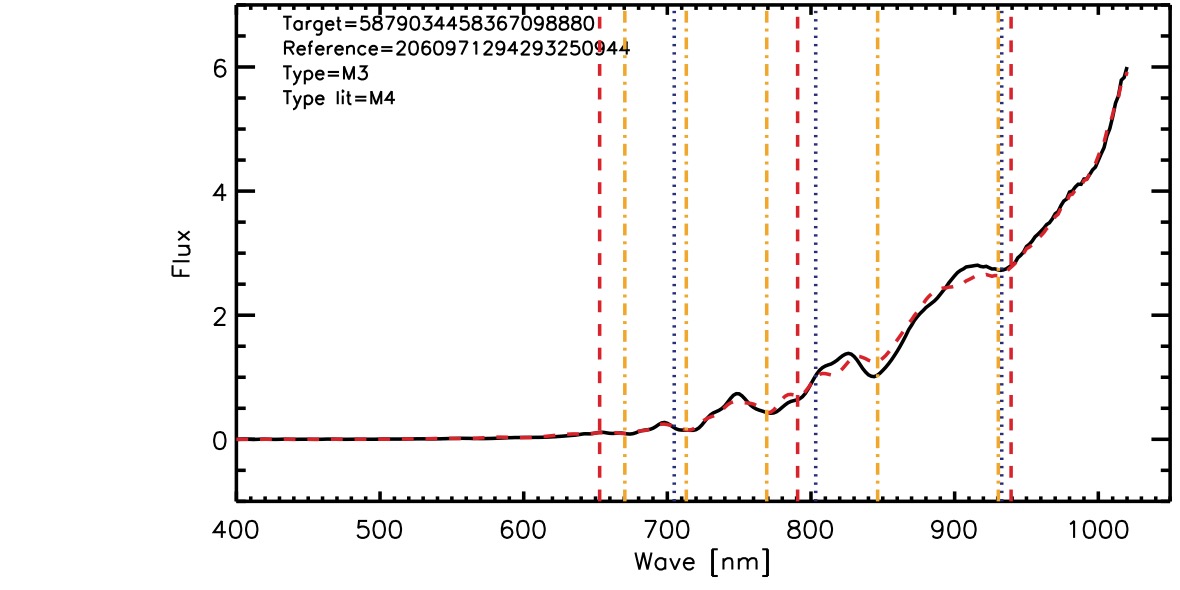 Target=5879034458367098880
Reference=2060971294293250944
Type=M3
Type lit=M4
6
4
2
0
Flux
400 500 600 700 800 900 1000
Wave [nm]